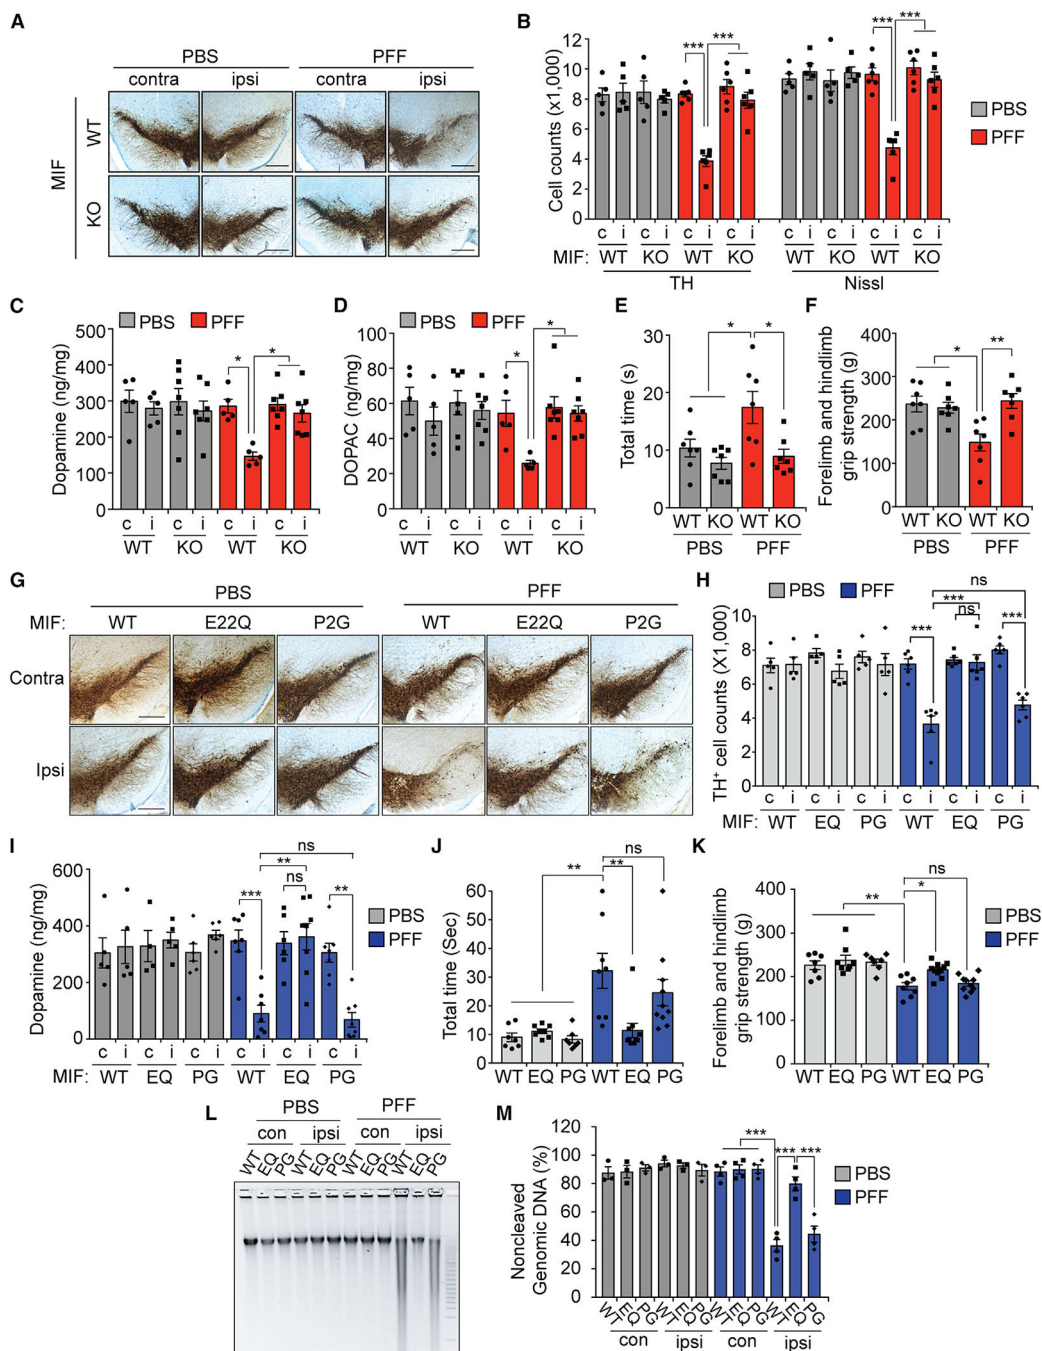 A
PBS PFF
contra ipsi contra ipsi
MIF
WT
KO
B
Cell counts (x1,000)
12
10
8
6
4
2
0
*** *** *** ***
PBS
PFF
c i c i c i c i c i c i c i c i
MIF: WT KO WT KO WT KO WT KO
TH Nissl
C
PBS PFF
Dopamine (ng/mg)
500
400
300
200
100
0
* *
c i c i c i c i
WT KO WT KO
D
PBS PFF
DOPAC (ng/mg)
100
80
60
40
20
0
* *
c i c i c i c i
WT KO WT KO
E
Total time (s)
30
20
10
0
* *
WT KO WT KO
PBS PFF
F
Forelimb and hindlimb
grip strength (g)
400
300
200
100
0
* **
WT KO WT KO
PBS PFF
G
PBS PFF
MIF: WT E22Q P2G WT E22Q P2G
Contra
Ipsi
H
PBS PFF
TH+ cell counts (X1,000)
10
8
6
4
2
0
ns
***
ns
*** ***
c i c i c i c i c i c i
MIF: WT EQ PG WT EQ PG
I
Dopamine (ng/mg)
600
400
200
0
ns
**
*** ns **
PBS
PFF
c i c i c i c i c i c i
MIF: WT EQ PG WT EQ PG
J
Total time (Sec)
60
50
40
30
20
10
0
ns
** **
WT EQ PG WT EQ PG
K
Forelimb and hindlimb
grip strength (g)
400
300
200
100
0
ns
** *
PBS
PFF
WT EQ PG WT EQ PG
L
PBS PFF
con ipsi con ipsi
WT EQ PG WT EQ PG WT EQ PG WT EQ PG
M
Noncleaved
Genomic DNA (%)
120
100
80
60
40
20
0
***
*** ***
PBS
PFF
WT EQ PG WT EQ PG WT EQ PG WT EQ PG
con ipsi con ipsi